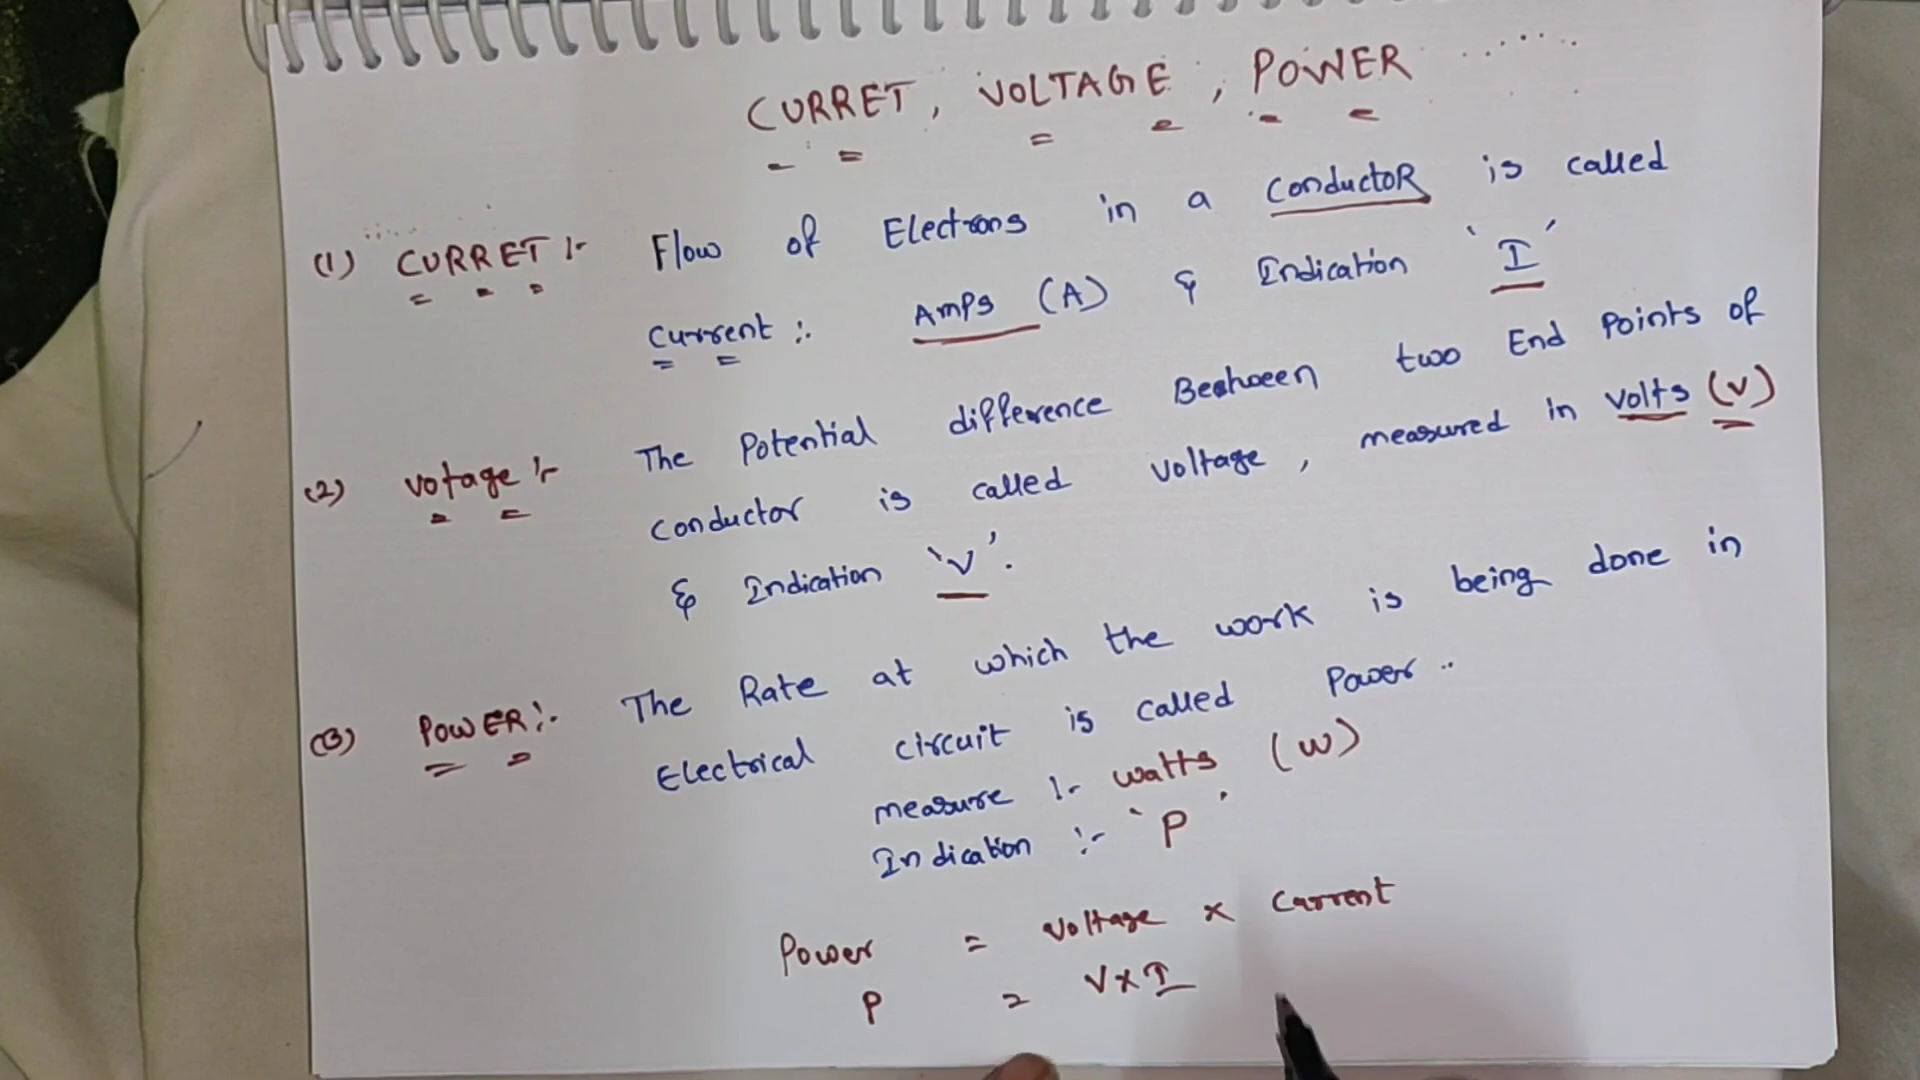 CURRET, VOLTAGE, POWER
(1) CURRET :- Flow of Electrons in a conductoR is called
Current :. Amps (A) & Indication 'I'
(2) Votage :- The Potential difference Between two End Points of
conductor is called voltage, measured in volts (V)
& Indication 'V'.
(3) POWER :- The Rate at which the work is being done in
Electrical circuit is called Power ..
measure :- watts (W)
Indication :- 'P'
Power = voltage x Current
P = V x I